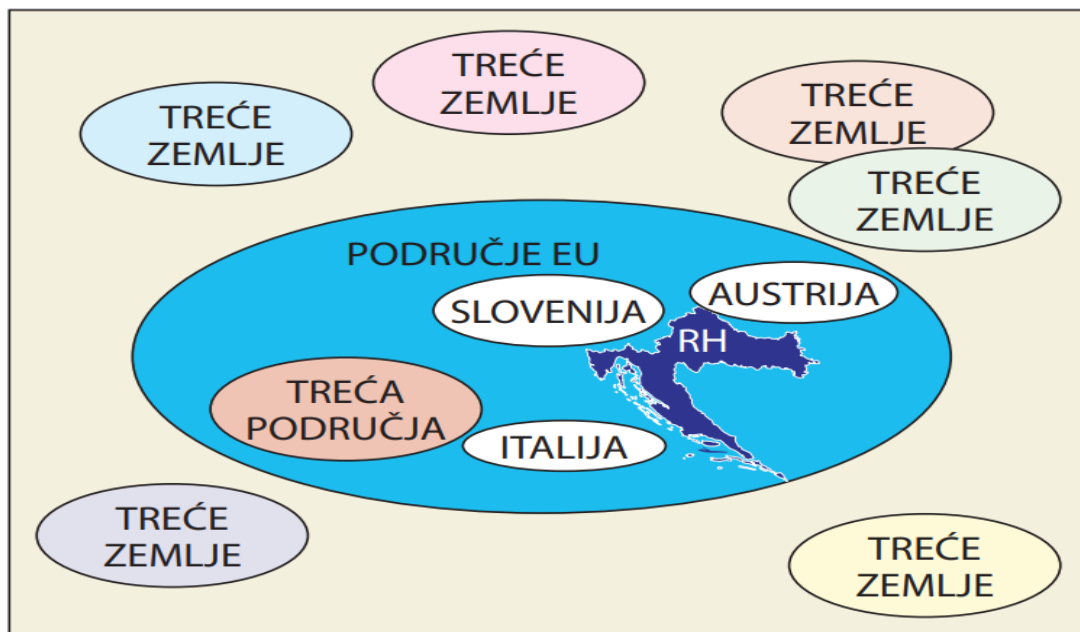 TREĆE
ZEMLJE
TREĆE
ZEMLJE
TREĆE
ZEMLJE
TREĆE
ZEMLJE
PODRUČJE EU
SLOVENIJA
AUSTRIJA
RH
TREĆA
PODRUČJA
ITALIJA
TREĆE
ZEMLJE
TREĆE
ZEMLJE